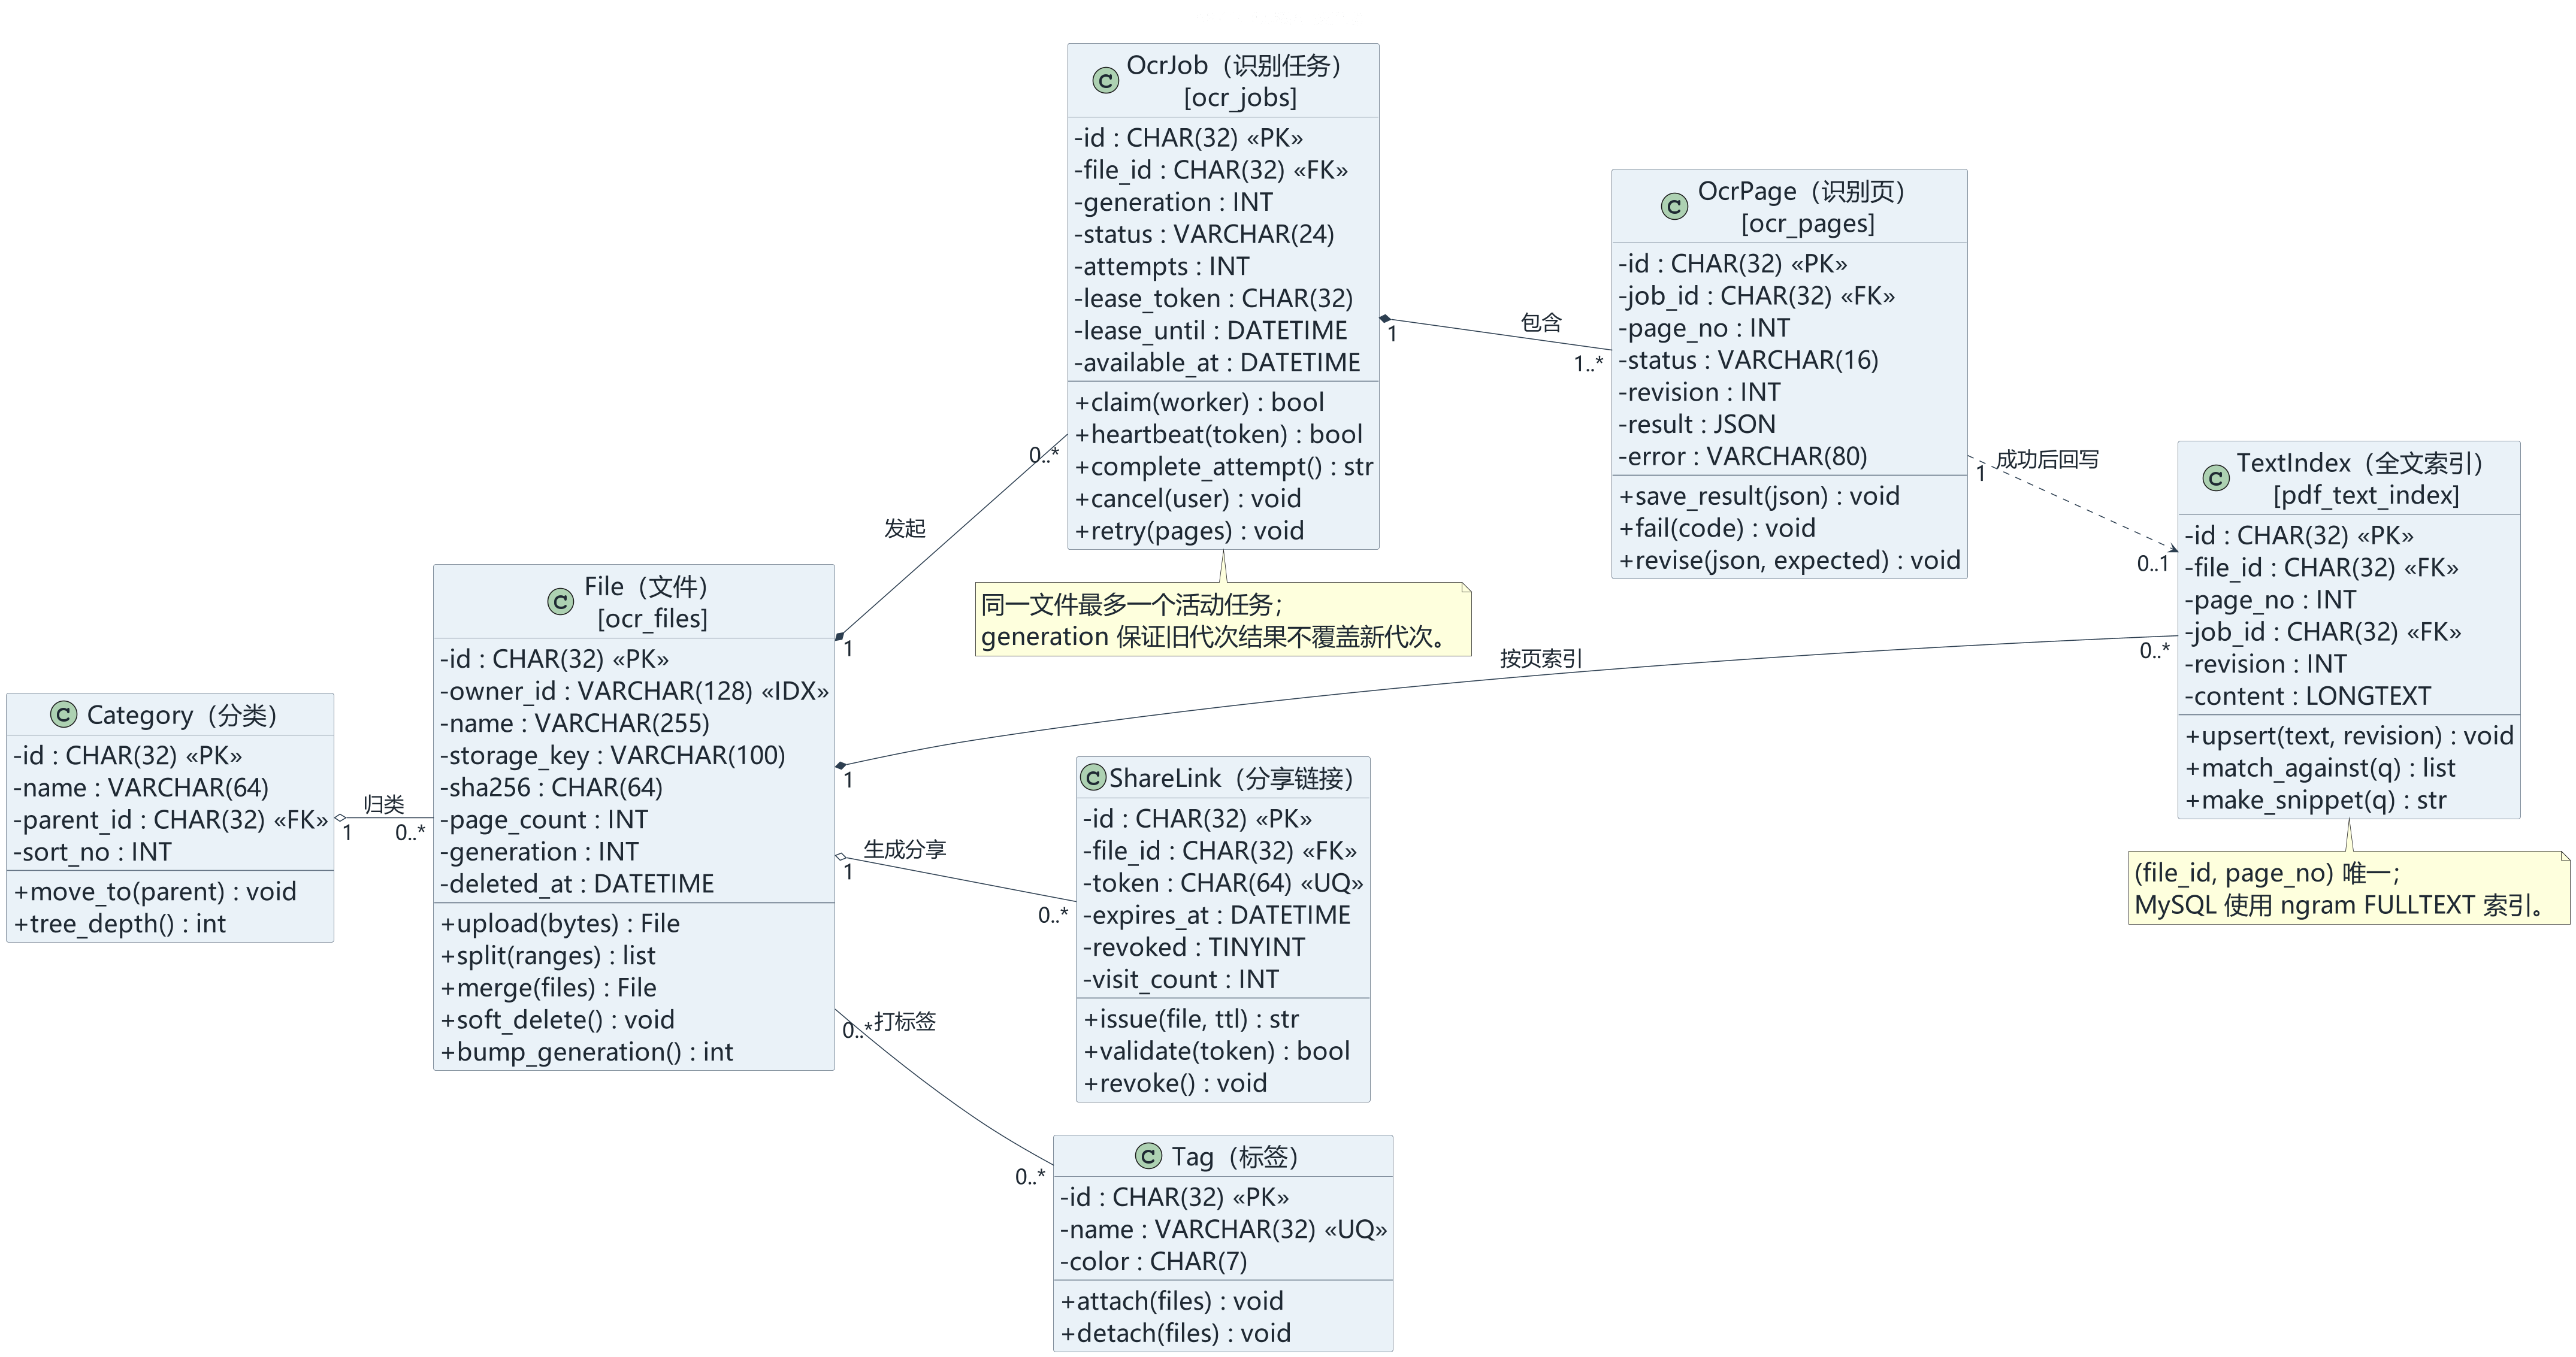 OcrJob（识别任务）
[ocr_jobs]
-id : CHAR(32) «PK»
-file_id : CHAR(32) «FK»
-generation : INT
-status : VARCHAR(24)
-attempts : INT
-lease_token : CHAR(32)
-lease_until : DATETIME
-available_at : DATETIME
+claim(worker) : bool
+heartbeat(token) : bool
+complete_attempt() : str
+cancel(user) : void
+retry(pages) : void
同一文件最多一个活动任务；
generation 保证旧代次结果不覆盖新代次。
1
包含
1..*
OcrPage（识别页）
[ocr_pages]
-id : CHAR(32) «PK»
-job_id : CHAR(32) «FK»
-page_no : INT
-status : VARCHAR(16)
-revision : INT
-result : JSON
-error : VARCHAR(80)
+save_result(json) : void
+fail(code) : void
+revise(json, expected) : void
1
成功后回写
0..1
TextIndex（全文索引）
[pdf_text_index]
-id : CHAR(32) «PK»
-file_id : CHAR(32) «FK»
-page_no : INT
-job_id : CHAR(32) «FK»
-revision : INT
-content : LONGTEXT
+upsert(text, revision) : void
+match_against(q) : list
+make_snippet(q) : str
(file_id, page_no) 唯一；
MySQL 使用 ngram FULLTEXT 索引。
Category（分类）
-id : CHAR(32) «PK»
-name : VARCHAR(64)
-parent_id : CHAR(32) «FK»
-sort_no : INT
+move_to(parent) : void
+tree_depth() : int
1
归类
0..*
File（文件）
[ocr_files]
-id : CHAR(32) «PK»
-owner_id : VARCHAR(128) «IDX»
-name : VARCHAR(255)
-storage_key : VARCHAR(100)
-sha256 : CHAR(64)
-page_count : INT
-generation : INT
-deleted_at : DATETIME
+upload(bytes) : File
+split(ranges) : list
+merge(files) : File
+soft_delete() : void
+bump_generation() : int
1
发起
0..*
1
按页索引
0..*
1
生成分享
0..*
0..*
打标签
0..*
ShareLink（分享链接）
-id : CHAR(32) «PK»
-file_id : CHAR(32) «FK»
-token : CHAR(64) «UQ»
-expires_at : DATETIME
-revoked : TINYINT
-visit_count : INT
+issue(file, ttl) : str
+validate(token) : bool
+revoke() : void
Tag（标签）
-id : CHAR(32) «PK»
-name : VARCHAR(32) «UQ»
-color : CHAR(7)
+attach(files) : void
+detach(files) : void
C
C
C
C
C
C
C